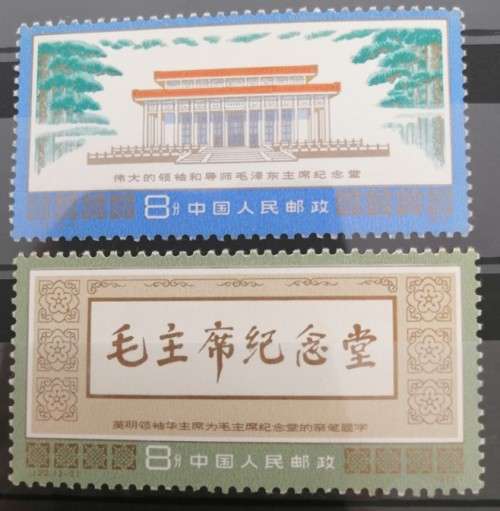 伟大的领袖和导师毛泽东主席纪念堂
8分 中国人民邮政
毛主席纪念堂
英明领袖华主席为毛主席纪念堂的亲笔题字
8分 中国人民邮政